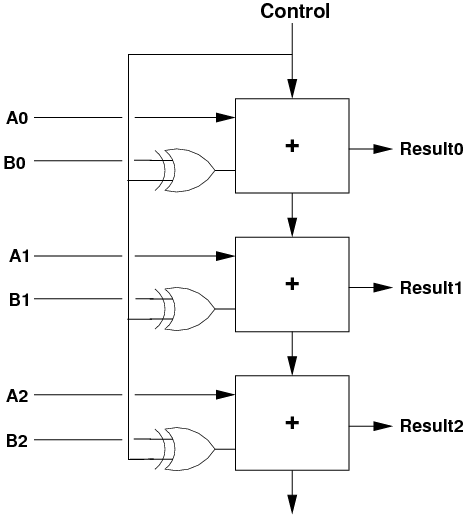 Control
A0
+
B0
Result0
A1
+
B1
Result1
A2
+
B2
Result2